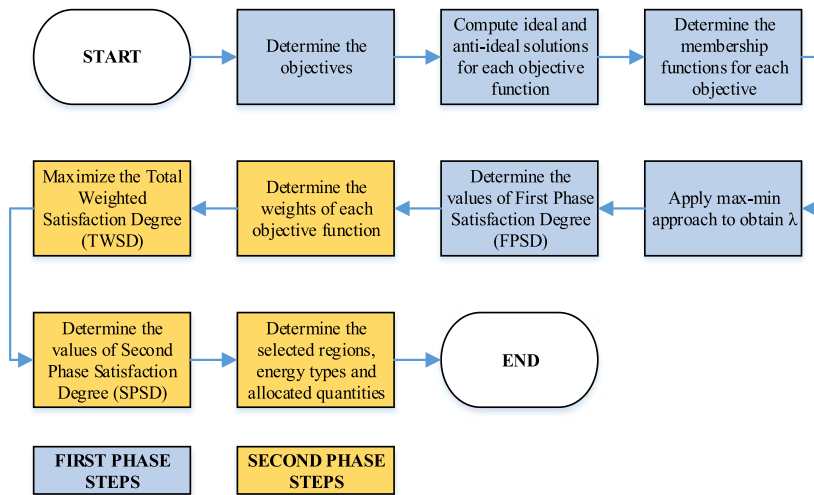 START
Determine the
objectives
Compute ideal and
anti-ideal solutions
for each objective
function
Determine the
membership
functions for each
objective
Maximize the Total
Weighted
Satisfaction Degree
(TWSD)
Determine the
weights of each
objective function
Determine the
values of First Phase
Satisfaction Degree
(FPSD)
Apply max-min
approach to obtain λ
Determine the
values of Second
Phase Satisfaction
Degree (SPSD)
Determine the
selected regions,
energy types and
allocated quantities
END
FIRST PHASE
STEPS
SECOND PHASE
STEPS